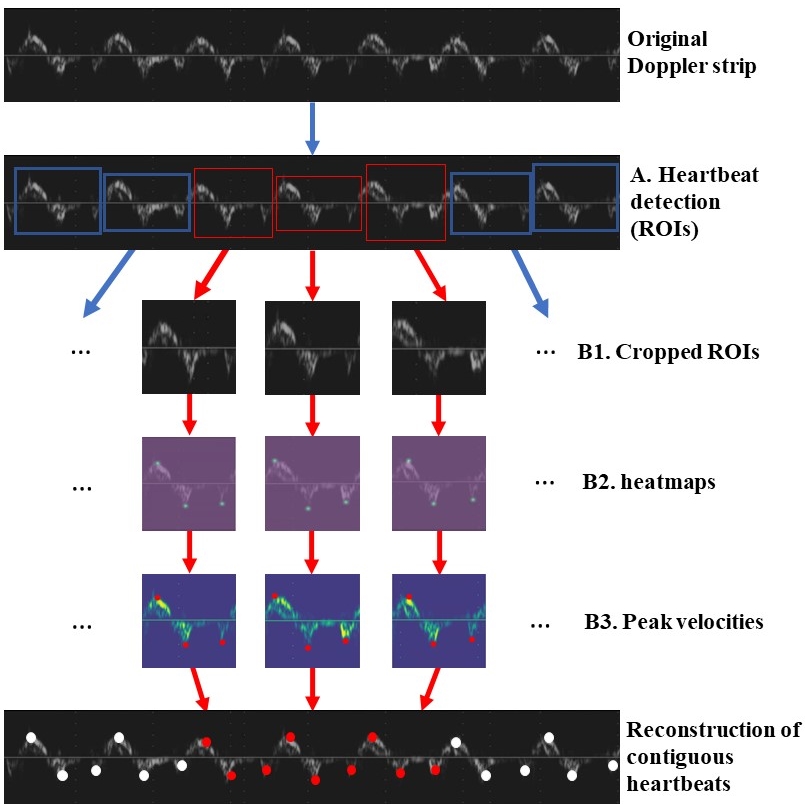 Original
Doppler strip
A. Heartbeat
detection
(ROIs)
... ... B1. Cropped ROIs
... ... B2. heatmaps
... ... B3. Peak velocities
Reconstruction of
contiguous
heartbeats